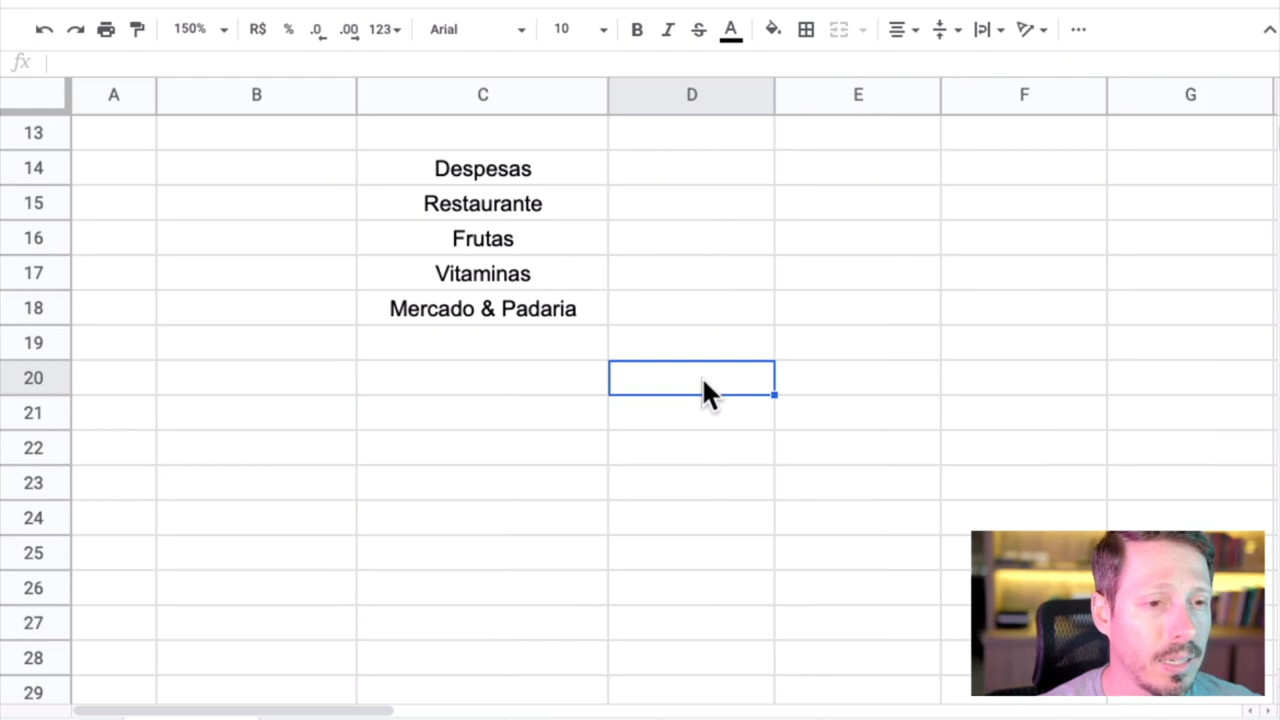 150% R$ % .0 .00 123 Arial 10 B I S A
fx
A B C D E F G
13
14 Despesas
15 Restaurante
16 Frutas
17 Vitaminas
18 Mercado & Padaria
19
20
21
22
23
24
25
26
27
28
29